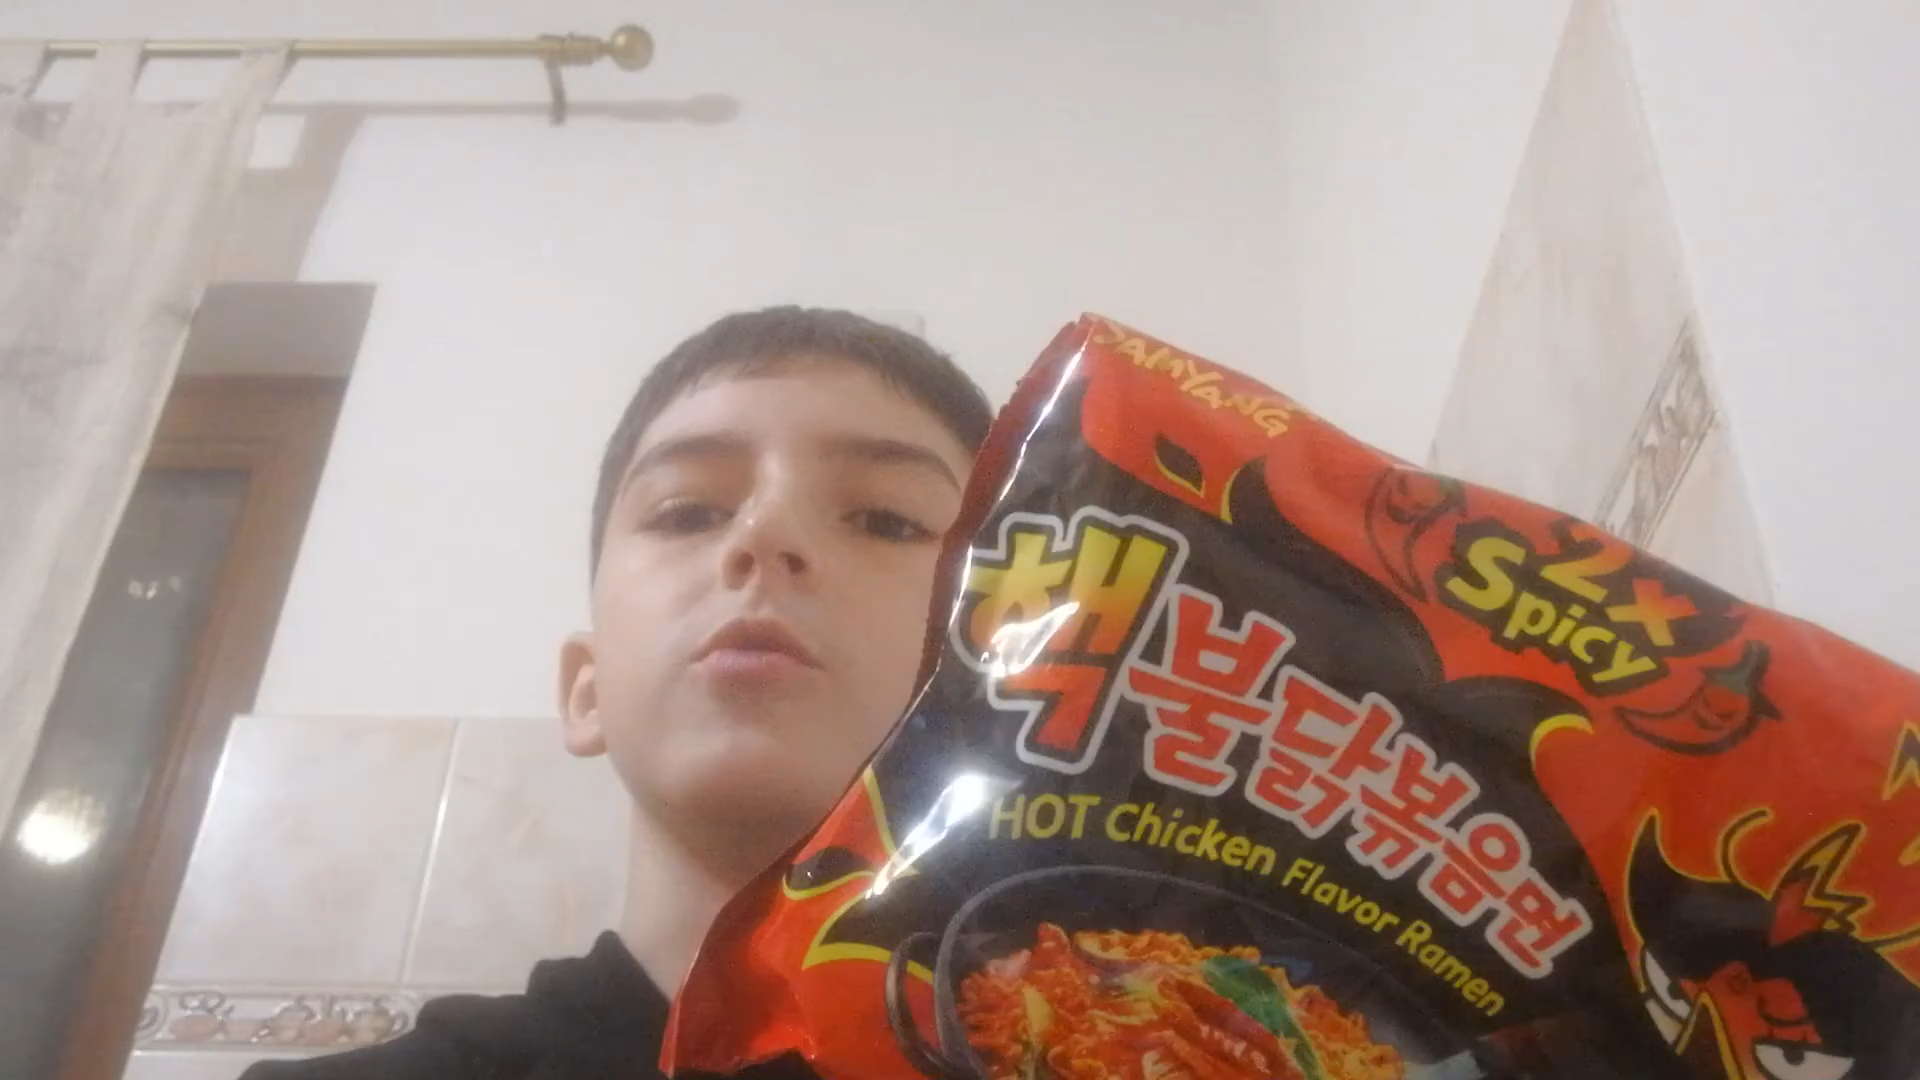 SAMYANG
2x
Spicy
핵불닭볶음면
HOT Chicken Flavor Ramen